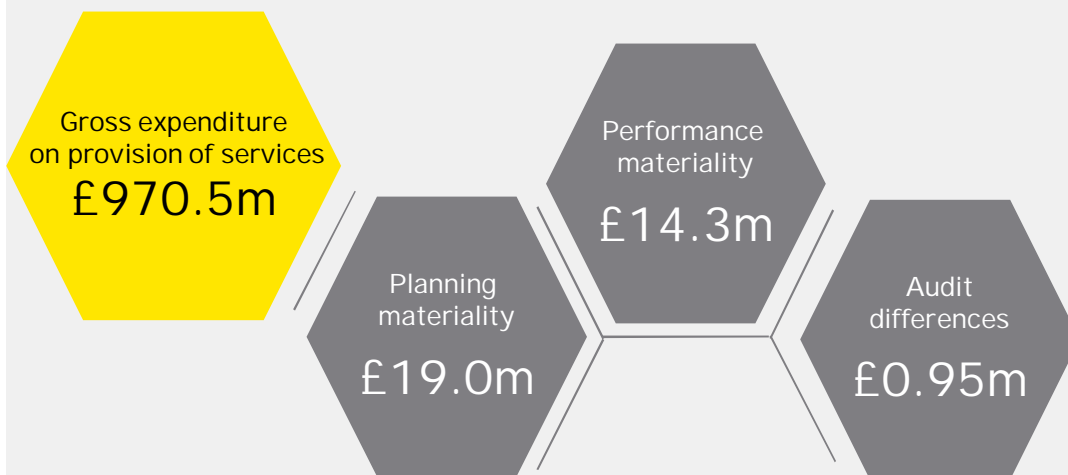 Gross expenditure
on provision of services
£970.5m
Planning
materiality
£19.0m
Performance
materiality
£14.3m
Audit
differences
£0.95m